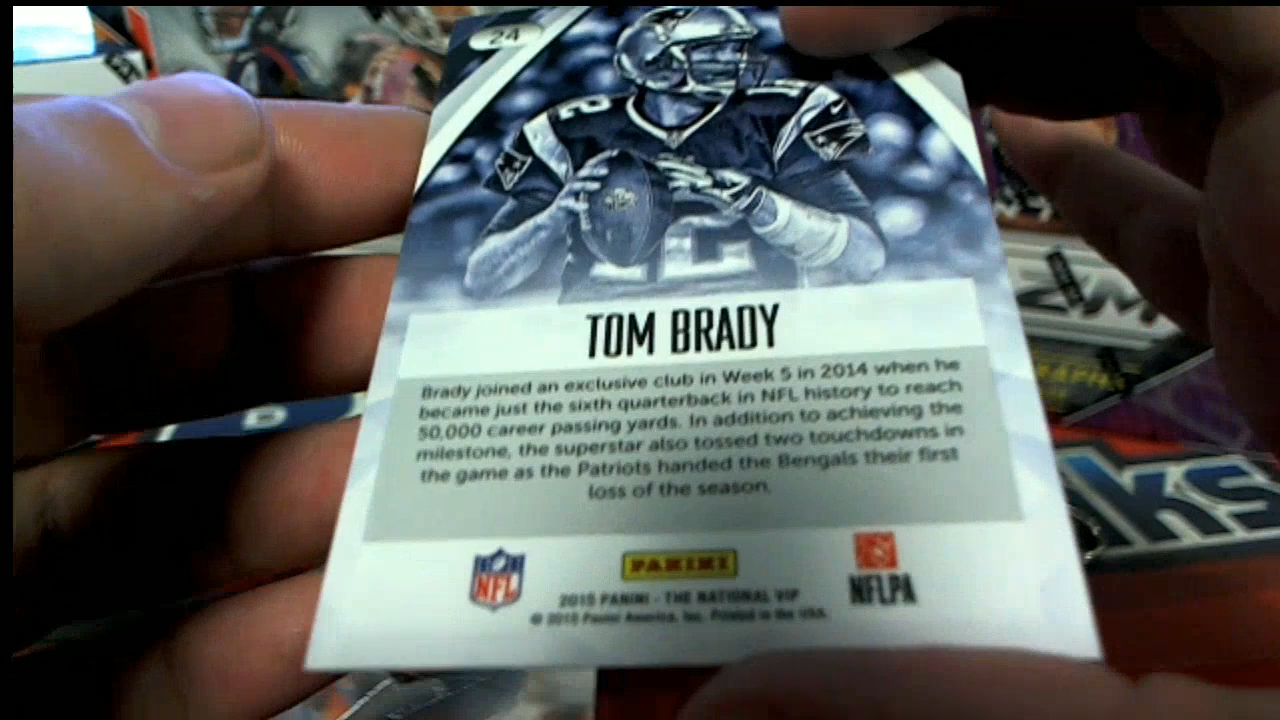 24
12
12
TOM BRADY
Brady joined an exclusive club in Week 5 in 2014 when he
became just the sixth quarterback in NFL history to reach
50,000 career passing yards. In addition to achieving the
milestone, the superstar also tossed two touchdowns in
the game as the Patriots handed the Bengals their first
loss of the season.
NFL
PANINI
NFLPA
2015 PANINI - THE NATIONAL VIP
© 2015 Panini America, Inc. Printed in the USA.
aks